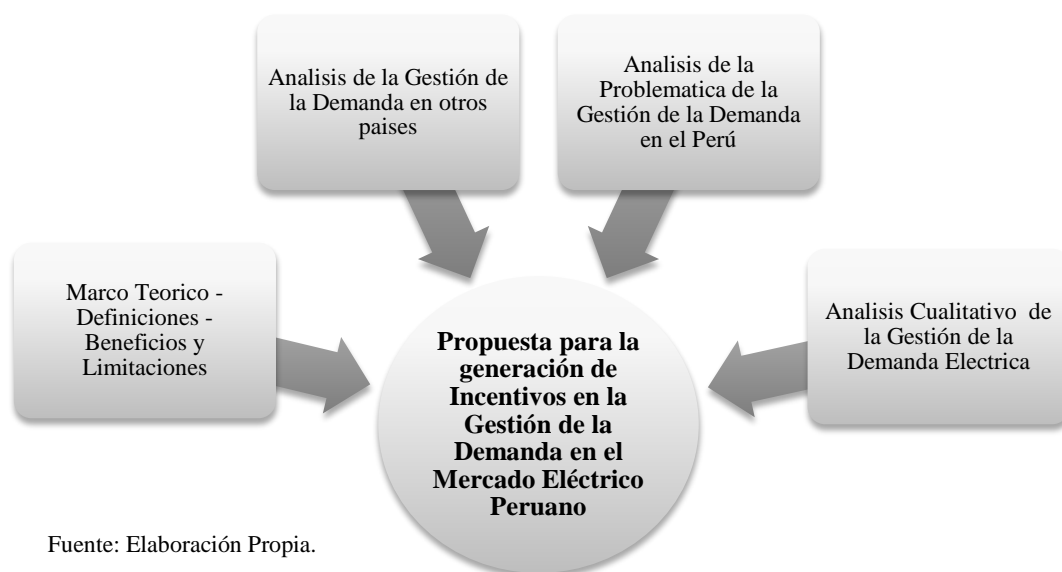 Analisis de la Gestión de
la Demanda en otros
paises
Analisis de la
Problematica de la
Gestión de la Demanda
en el Perú
Marco Teorico -
Definiciones -
Beneficios y
Limitaciones
Analisis Cualitativo de
la Gestión de la
Demanda Electrica
Propuesta para la
generación de
Incentivos en la
Gestión de la
Demanda en el
Mercado Eléctrico
Peruano
Fuente: Elaboración Propia.